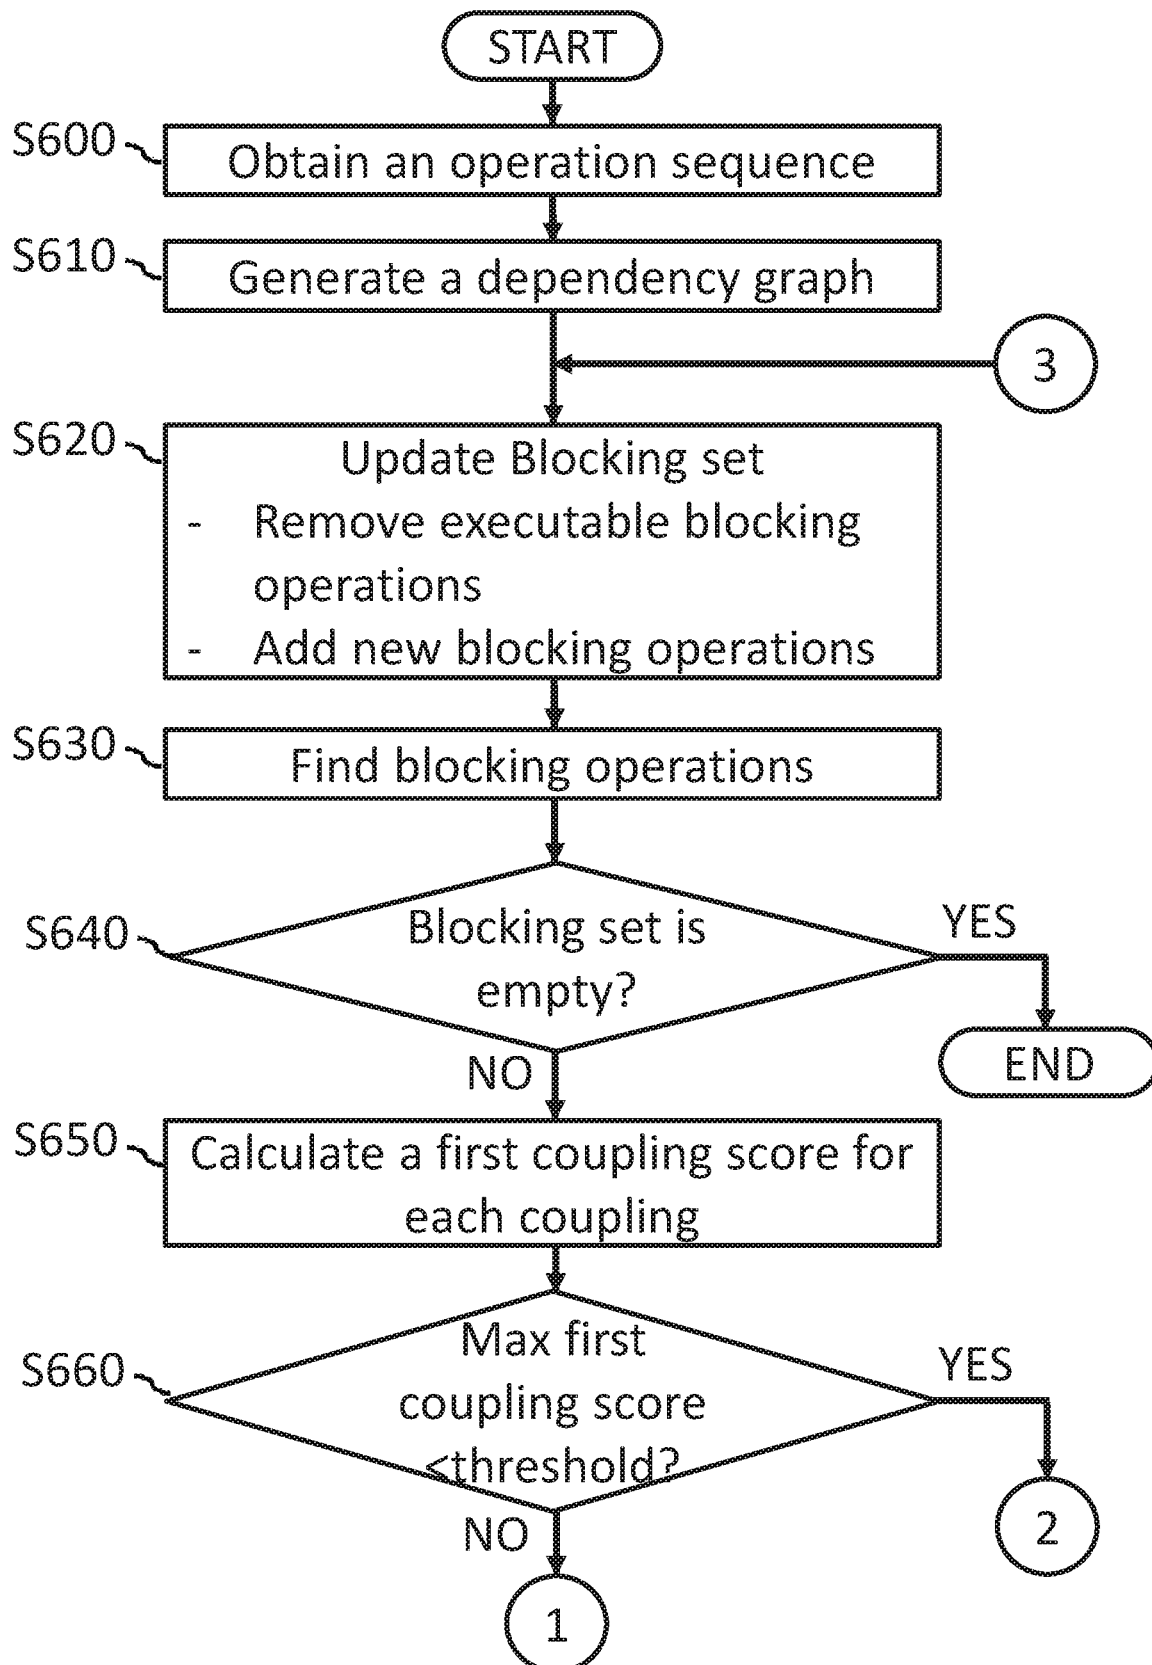 START
S600
Obtain an operation sequence
S610
Generate a dependency graph
3
S620
Update Blocking set
- Remove executable blocking
operations
- Add new blocking operations
S630
Find blocking operations
S640
Blocking set is
empty?
YES
END
NO
S650
Calculate a first coupling score for
each coupling
S660
Max first
coupling score
<threshold?
YES
2
NO
1